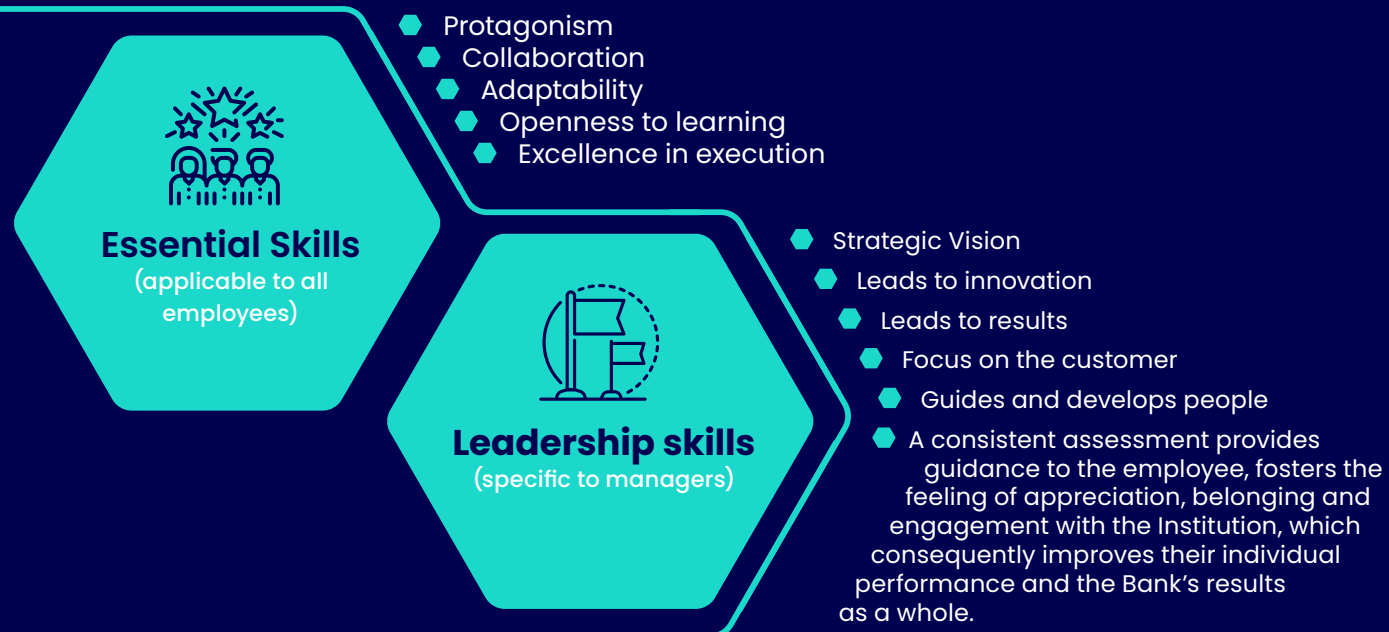 Protagonism
Collaboration
Adaptability
Openness to learning
Excellence in execution
Essential Skills
(applicable to all
employees)
Strategic Vision
Leads to innovation
Leads to results
Focus on the customer
Guides and develops people
A consistent assessment provides
guidance to the employee, fosters the
feeling of appreciation, belonging and
engagement with the Institution, which
consequently improves their individual
performance and the Bank’s results
as a whole.
Leadership skills
(specific to managers)